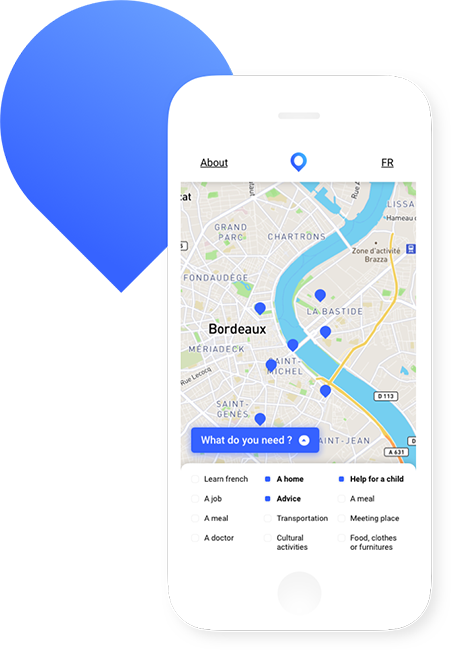 About
FR
cat
LISSA
Hameau d
GRAND
PARC
CHARTRONS
Zone d'activité
Brazza
FONDAUDÈGE
LA BASTIDE
Bordeaux
MÉRIADECK
SAINT-
MICHEL
Rue Lecocq
D 113
SAINT-
GENÈS
What do you need ?
AINT-JEAN
A 631
Learn french
A home
Help for a child
A job
Advice
A meal
A meal
Transportation
Meeting place
A doctor
Cultural
activities
Food, clothes
or furnitures